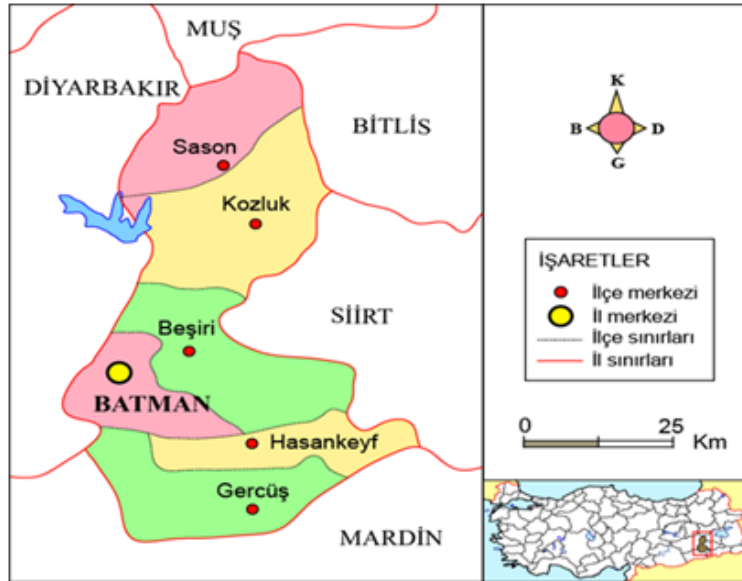 MUŞ
DİYARBAKIR
BİTLİS
Sason
Kozluk
SİİRT
Beşiri
BATMAN
Hasankeyf
Gercüş
MARDİN
K
B D
G
İŞARETLER
İlçe merkezi
İl merkezi
İlçe sınırları
İl sınırları
0 25
Km